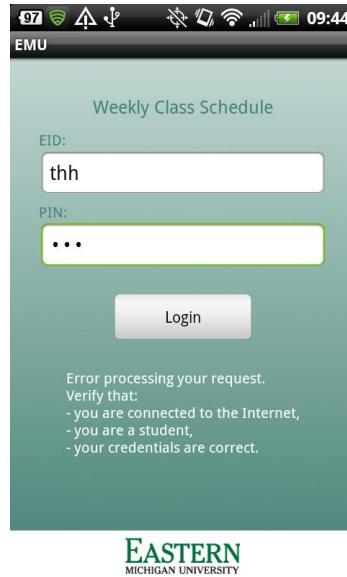 97 09:44
EMU
Weekly Class Schedule
EID:
thh
PIN:
•••
Login
Error processing your request.
Verify that:
- you are connected to the Internet,
- you are a student,
- your credentials are correct.
EASTERN
MICHIGAN UNIVERSITY